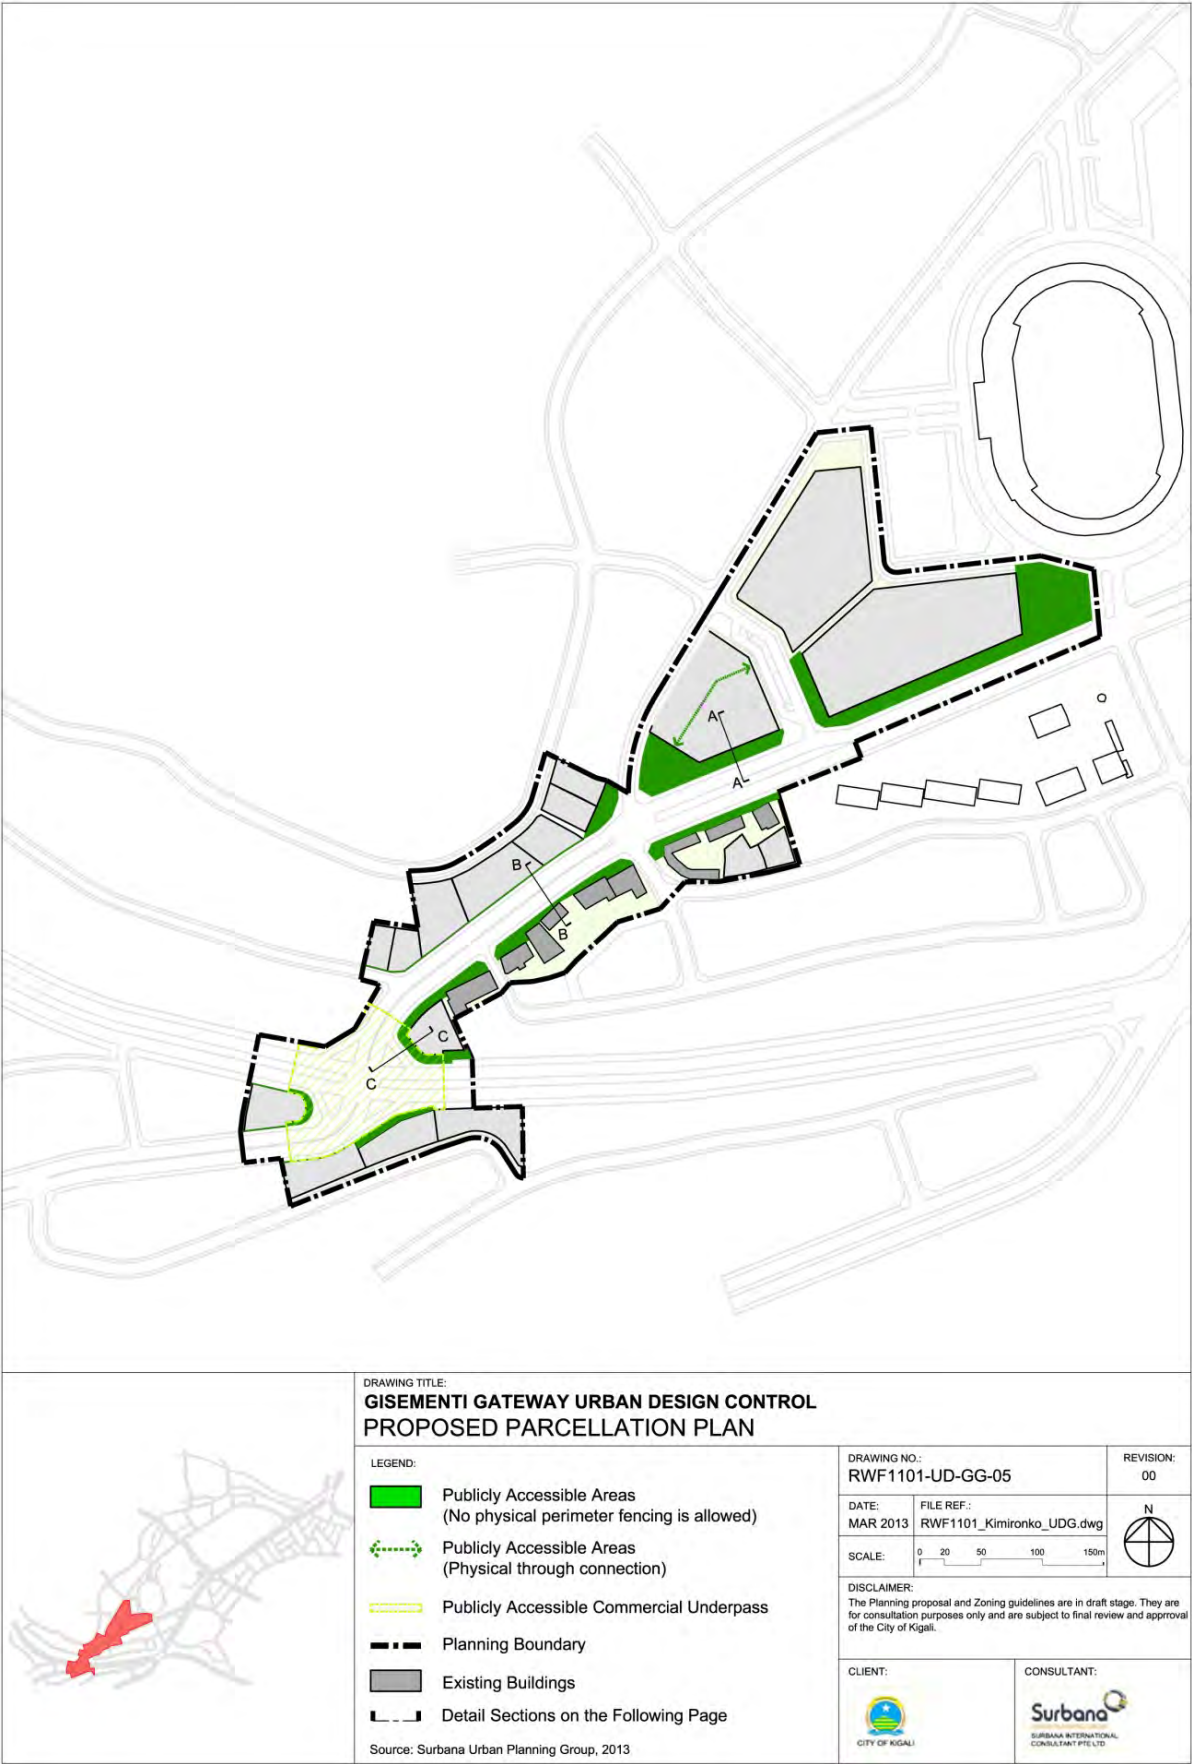 A
A
B
B
C
C
DRAWING TITLE:
GISEMENTI GATEWAY URBAN DESIGN CONTROL
PROPOSED PARCELLATION PLAN
LEGEND:
Publicly Accessible Areas
(No physical perimeter fencing is allowed)
Publicly Accessible Areas
(Physical through connection)
Publicly Accessible Commercial Underpass
Planning Boundary
Existing Buildings
Detail Sections on the Following Page
Source: Surbana Urban Planning Group, 2013
DRAWING NO.:
RWF1101-UD-GG-05
REVISION:
00
DATE:
MAR 2013
FILE REF.:
RWF1101_Kimironko_UDG.dwg
N
SCALE:
0 20 50 100 150m
DISCLAIMER:
The Planning proposal and Zoning guidelines are in draft stage. They are
for consultation purposes only and are subject to final review and apprroval
of the City of Kigali.
CLIENT:
CITY OF KIGALI
CONSULTANT:
Surbana
SURBANA INTERNATIONAL
CONSULTANT PTE LTD